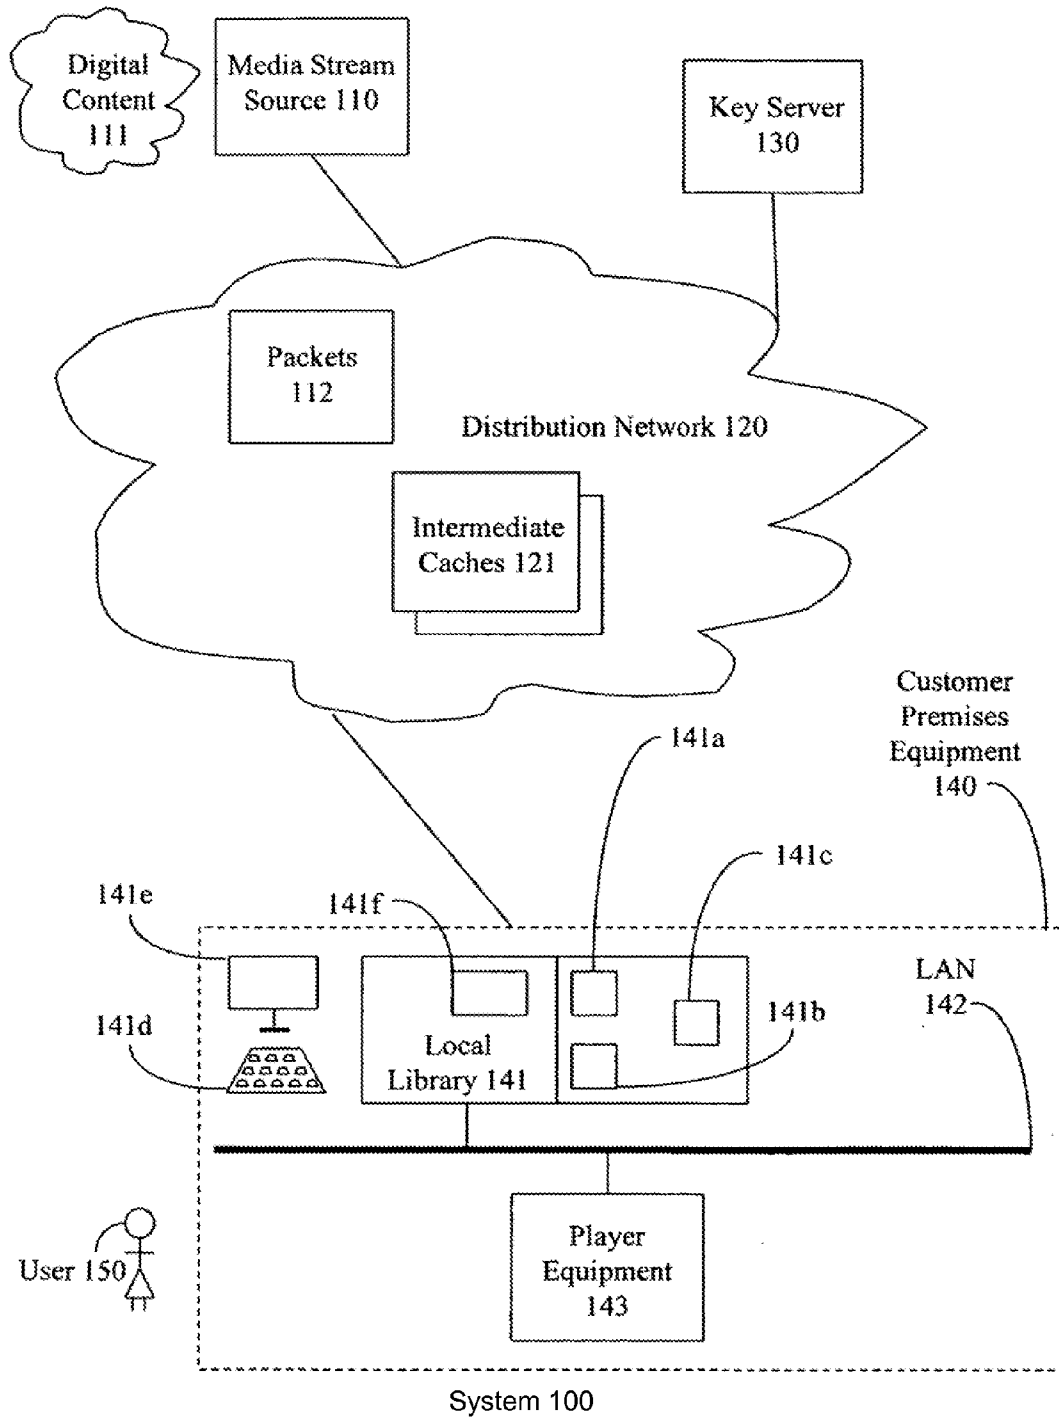 Digital
Content
111
Media Stream
Source 110
Key Server
130
Packets
112
Distribution Network 120
Intermediate
Caches 121
Customer
Premises
Equipment
140
141a
141c
141e
141f
LAN
142
141d
141b
Local
Library 141
User 150
Player
Equipment
143
System 100